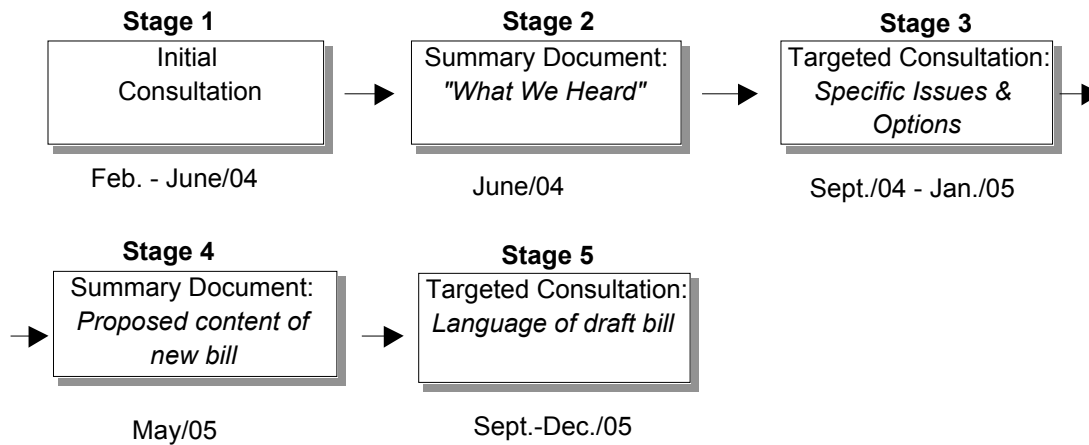 Stage 1
Initial
Consultation
Feb. - June/04
Stage 2
Summary Document:
"What We Heard"
June/04
Stage 3
Targeted Consultation:
Specific Issues &
Options
Sept./04 - Jan./05
Stage 4
Summary Document:
Proposed content of
new bill
May/05
Stage 5
Targeted Consultation:
Language of draft bill
Sept.-Dec./05